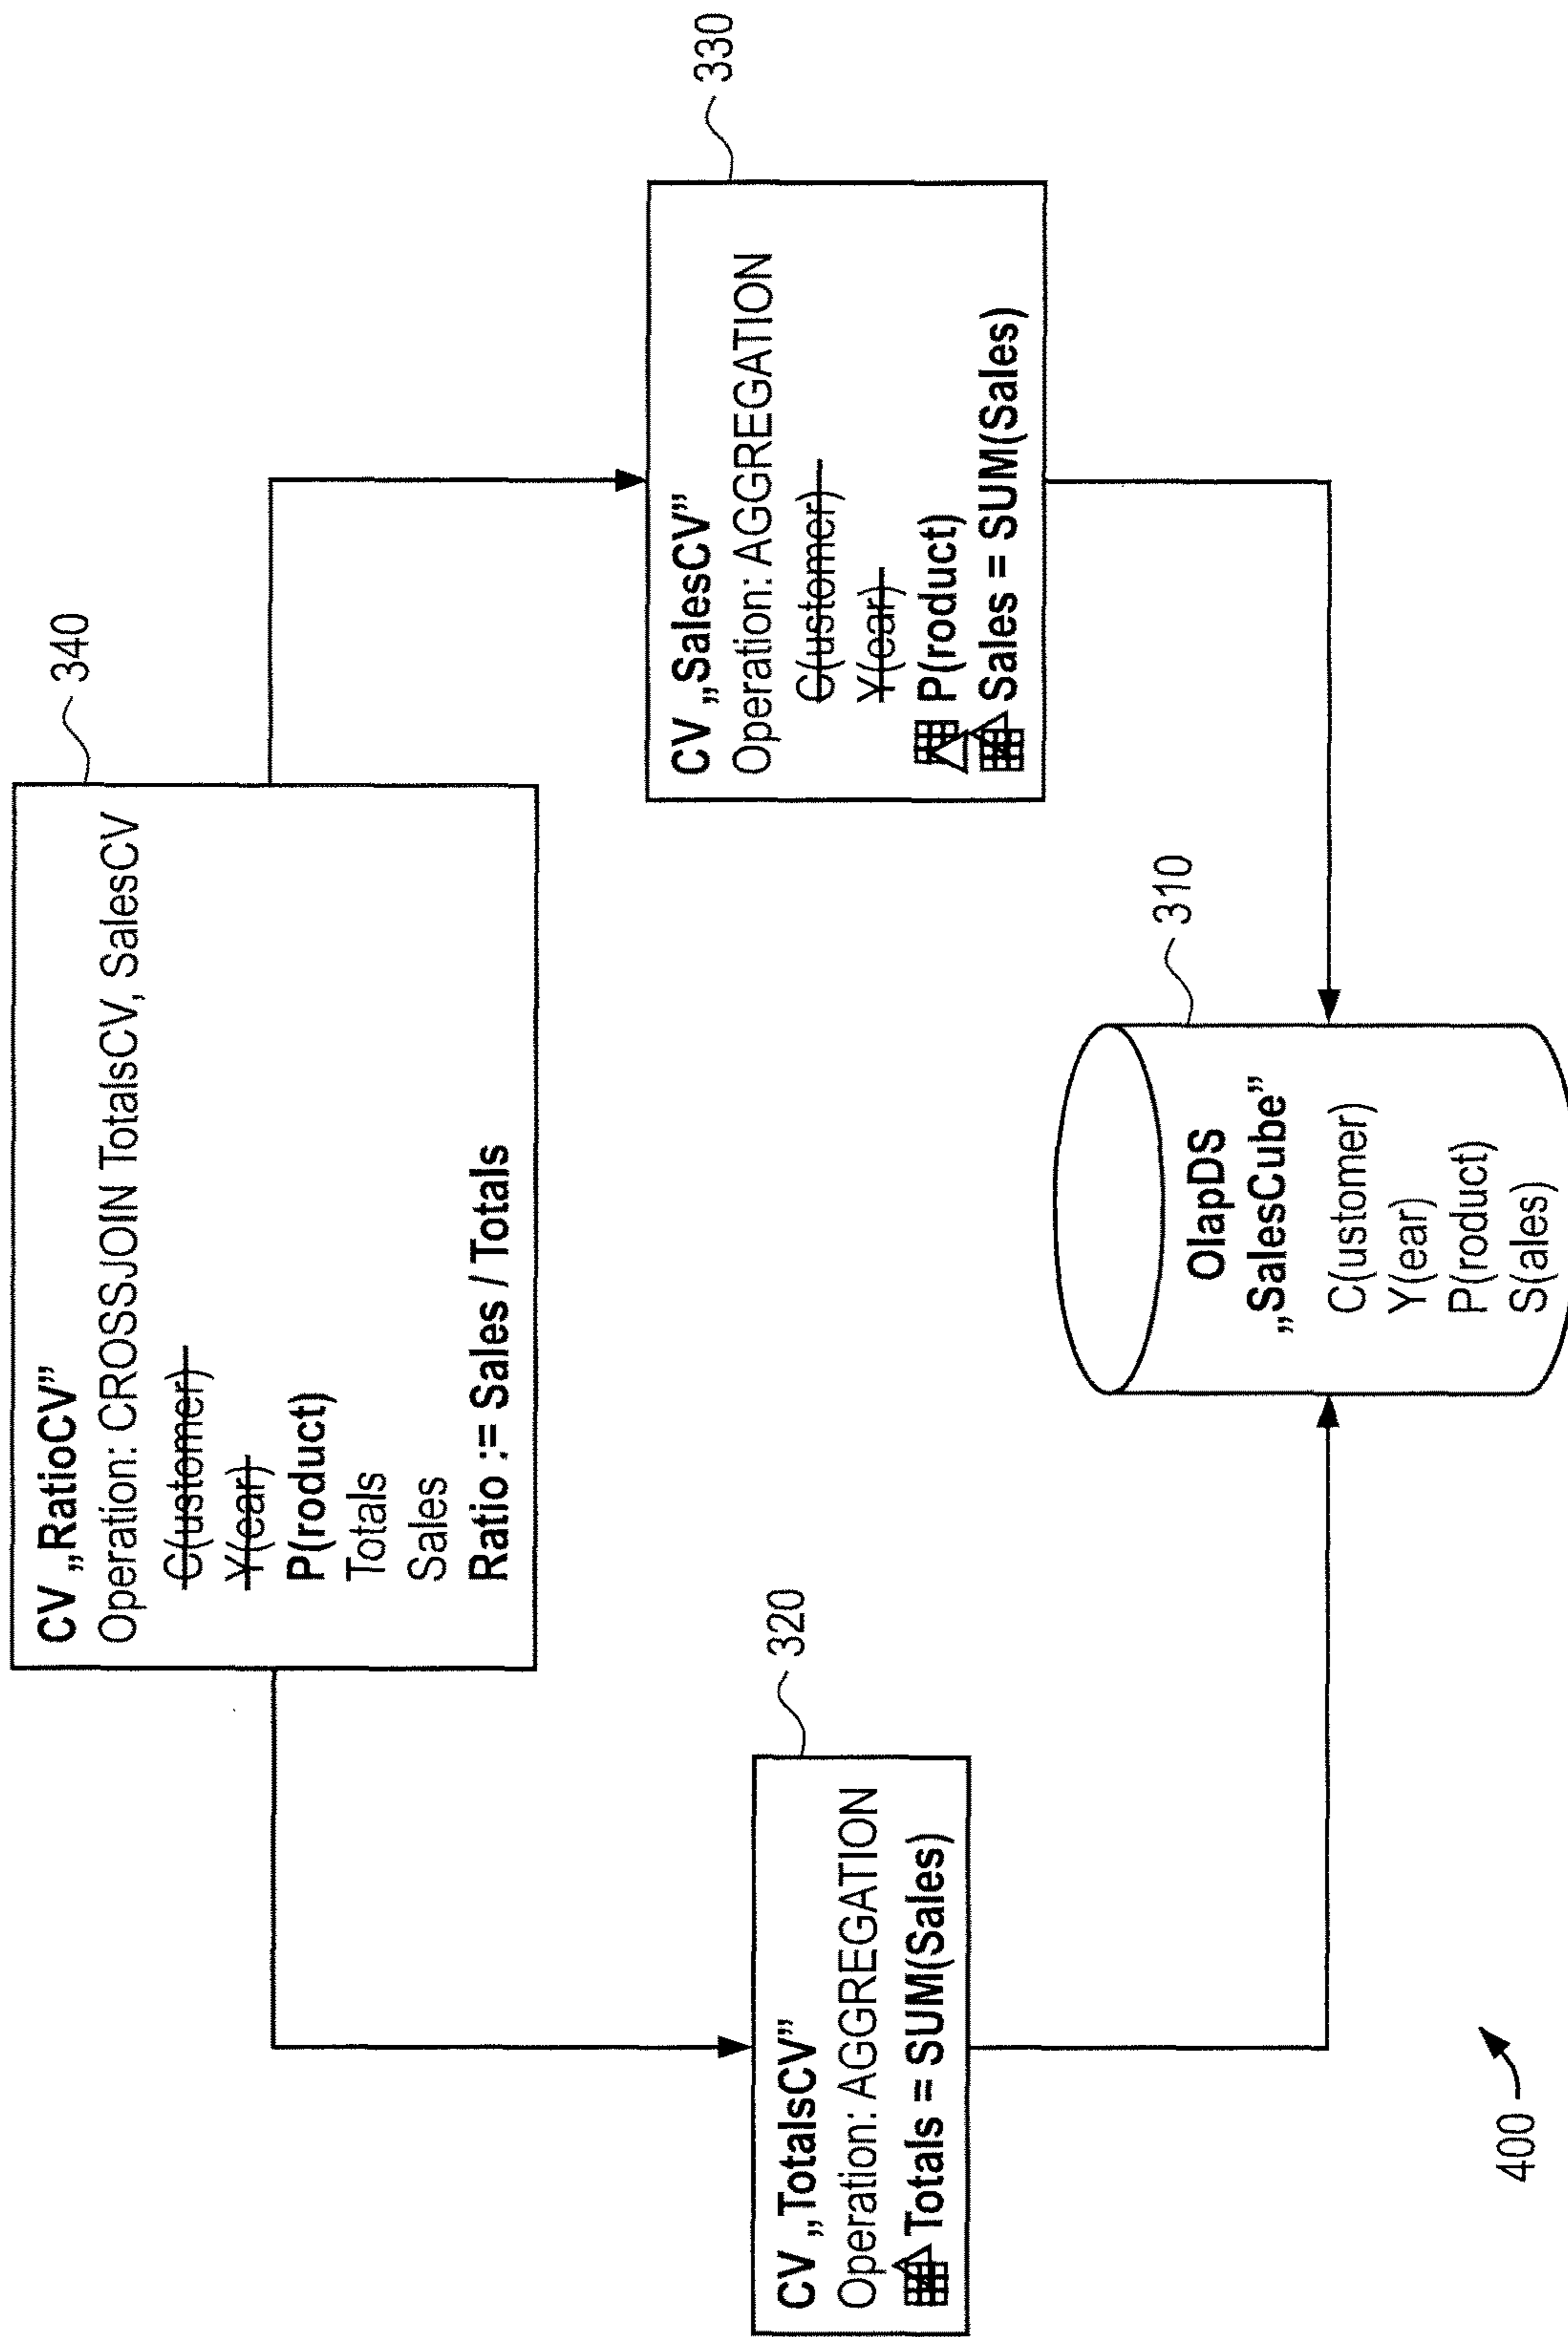 340
CV „RatioCV”
Operation: CROSSJOIN TotalsCV, SalesCV
C(ustomer)
Y(ear)
P(roduct)
Totals
Sales
Ratio := Sales / Totals
320
CV „TotalsCV”
Operation: AGGREGATION
Totals = SUM(Sales)
330
CV „SalesCV”
Operation: AGGREGATION
C(ustomer)
Y(ear)
P(roduct)
Sales = SUM(Sales)
310
OlapDS
„SalesCube”
C(ustomer)
Y(ear)
P(roduct)
S(ales)
400